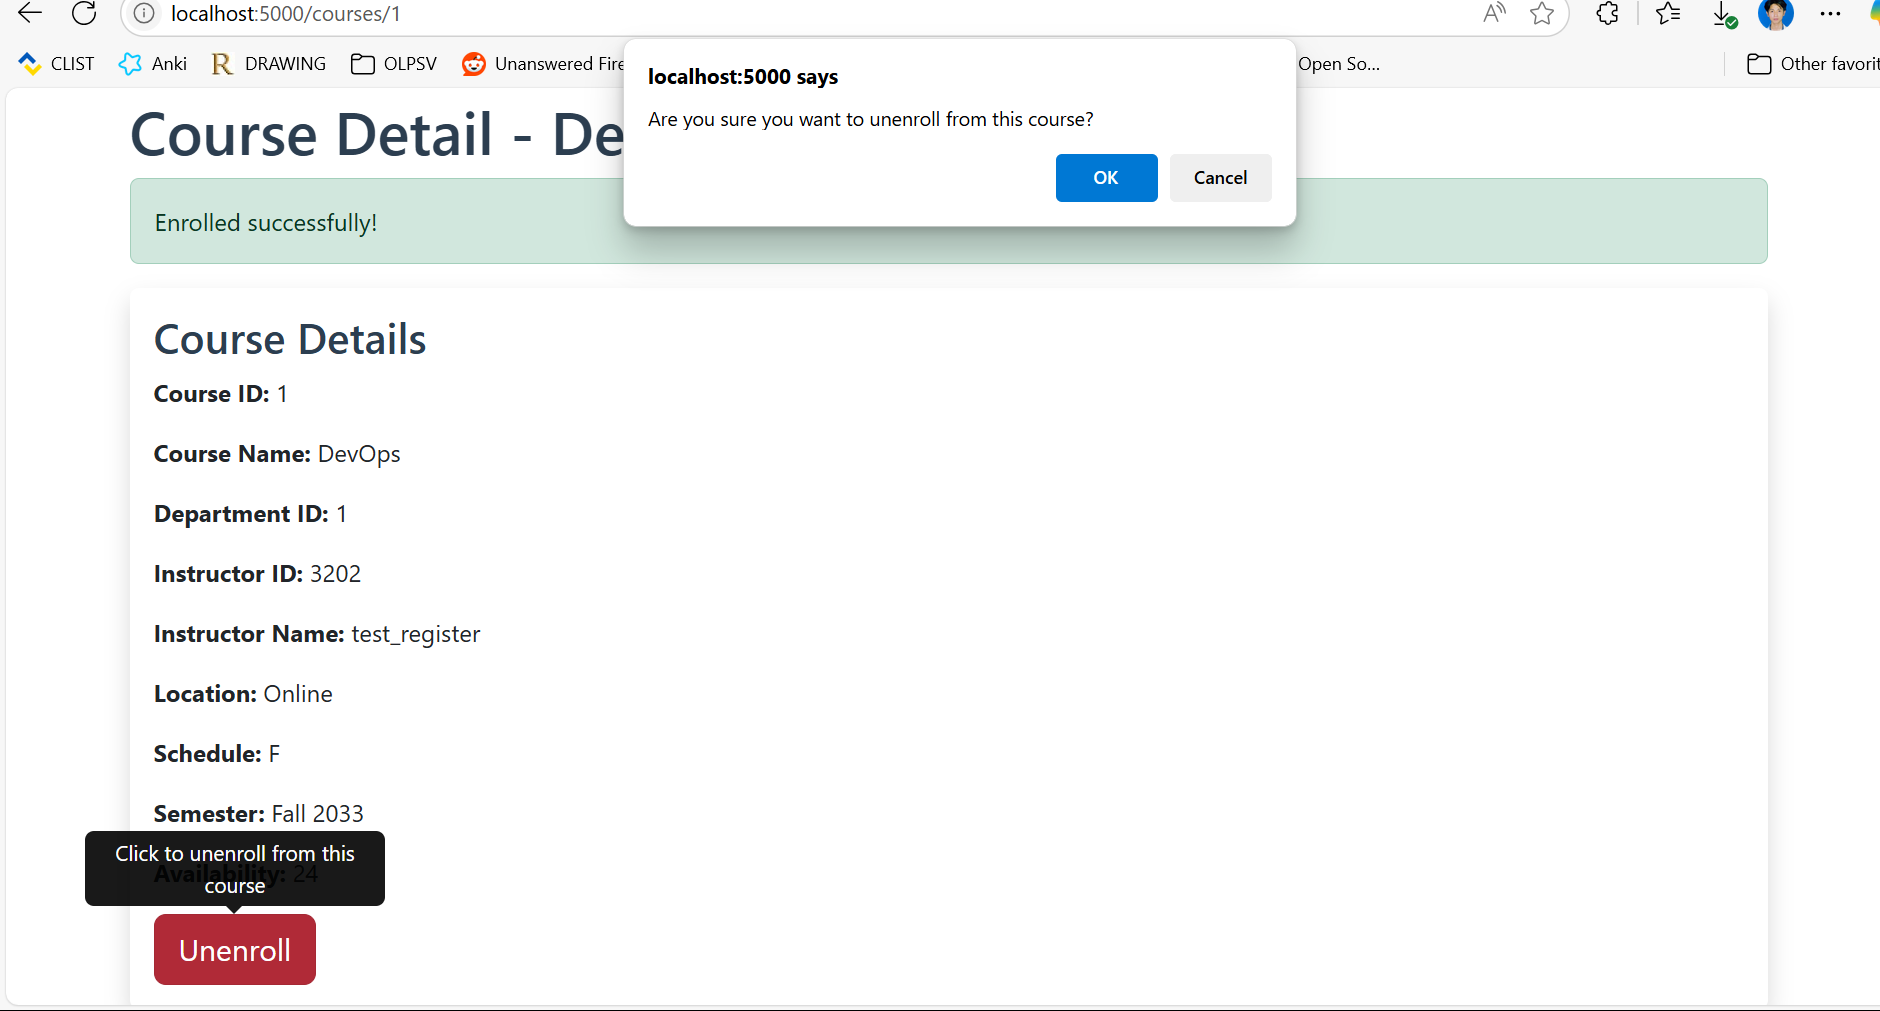 localhost:5000/courses/1
CLIST Anki DRAWING OLPSV Unanswered Fire Open So... Other favorit
localhost:5000 says
Are you sure you want to unenroll from this course?
OK Cancel
Course Detail - De
Enrolled successfully!
Course Details
Course ID: 1
Course Name: DevOps
Department ID: 1
Instructor ID: 3202
Instructor Name: test_register
Location: Online
Schedule: F
Semester: Fall 2033
Click to unenroll from this
course
Availability: 24
Unenroll